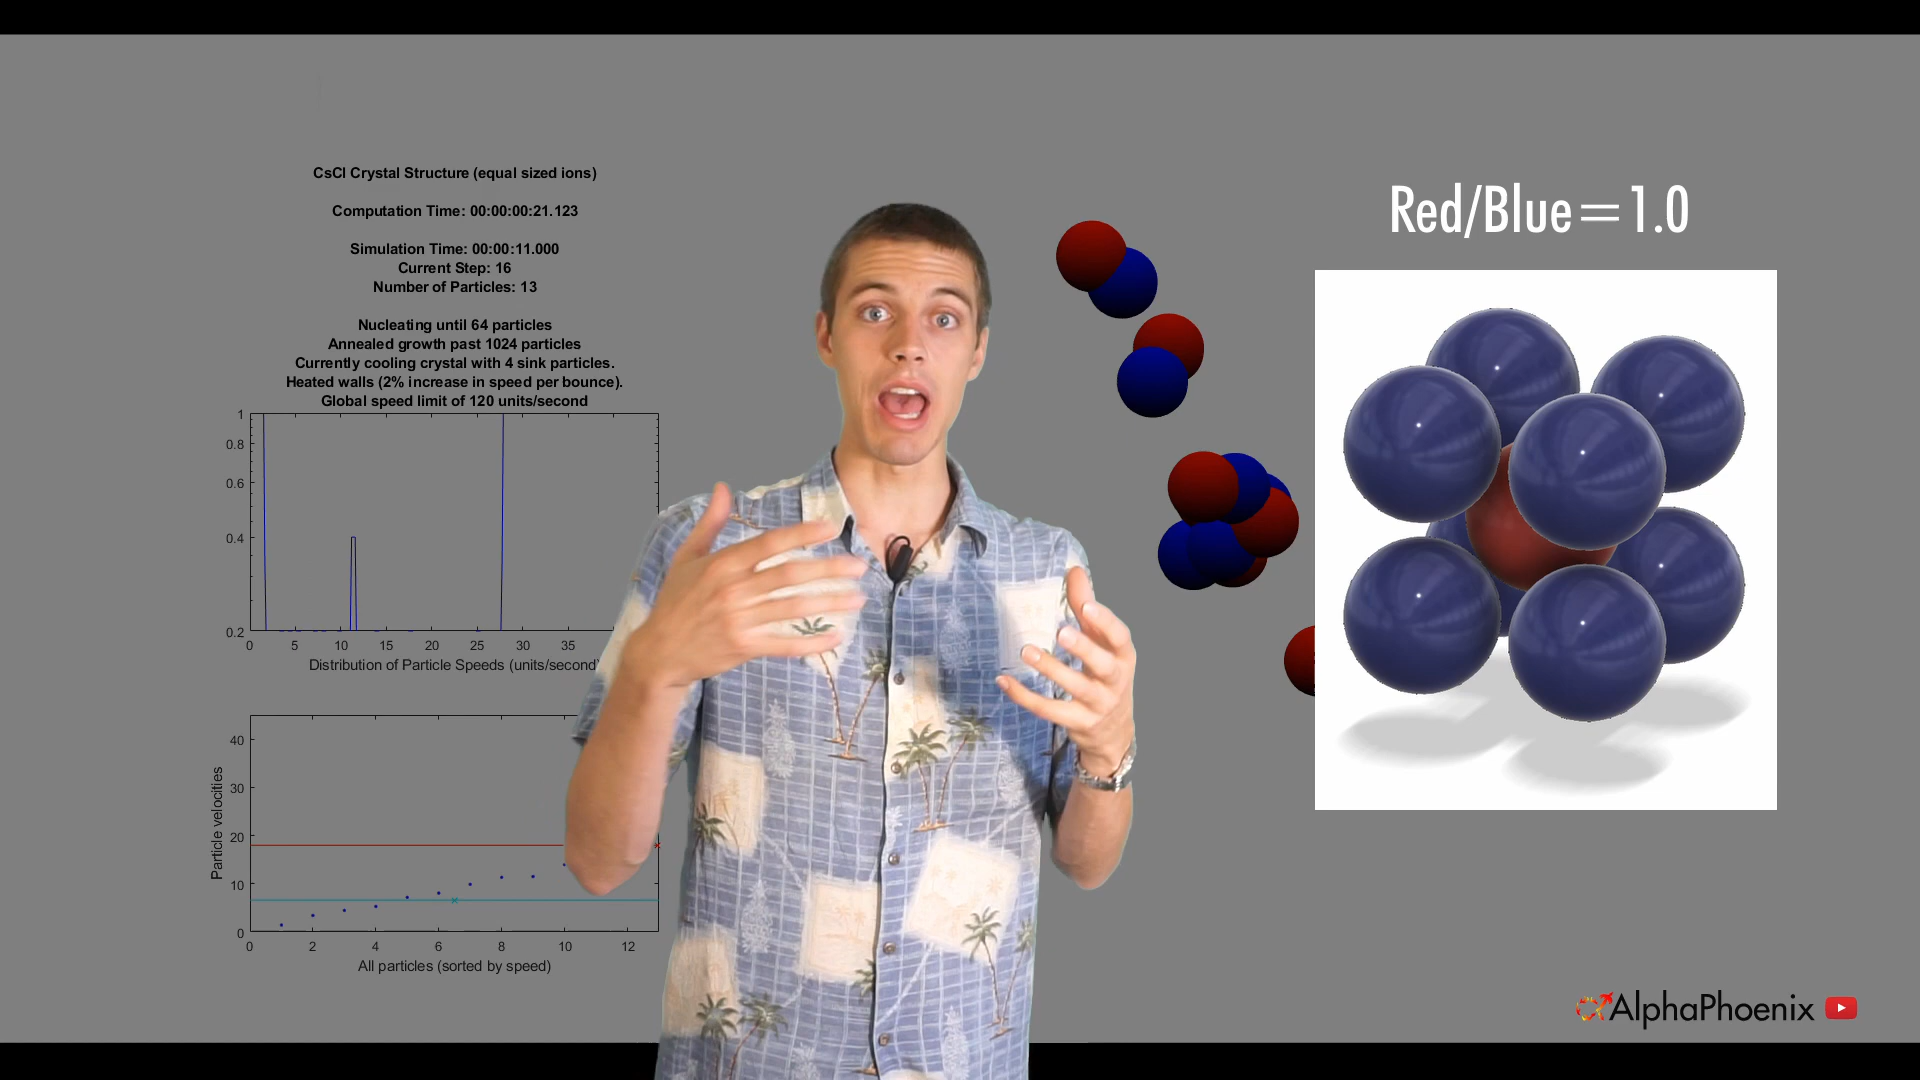 CsCl Crystal Structure (equal sized ions)
Computation Time: 00:00:00:21.123
Simulation Time: 00:00:11.000
Current Step: 16
Number of Particles: 13
Nucleating until 64 particles
Annealed growth past 1024 particles
Currently cooling crystal with 4 sink particles.
Heated walls (2% increase in speed per bounce).
Global speed limit of 120 units/second
1
0.8
0.6
0.4
0.2
0 5 10 15 20 25 30 35
Distribution of Particle Speeds (units/second)
Particle velocities
40
30
20
10
0
0 2 4 6 8 10 12
All particles (sorted by speed)
Red/Blue=1.0
AlphaPhoenix